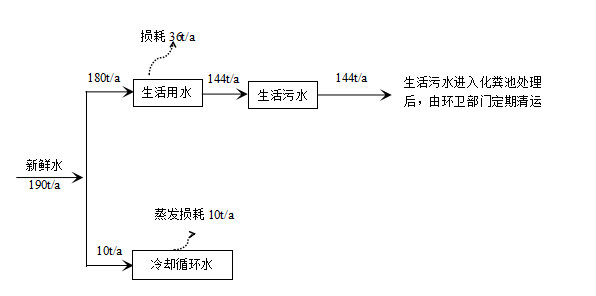 损耗 36t/a
180t/a
生活用水
144t/a
生活污水
144t/a
生活污水进入化粪池处理
后，由环卫部门定期清运
新鲜水
190t/a
蒸发损耗 10t/a
10t/a
冷却循环水